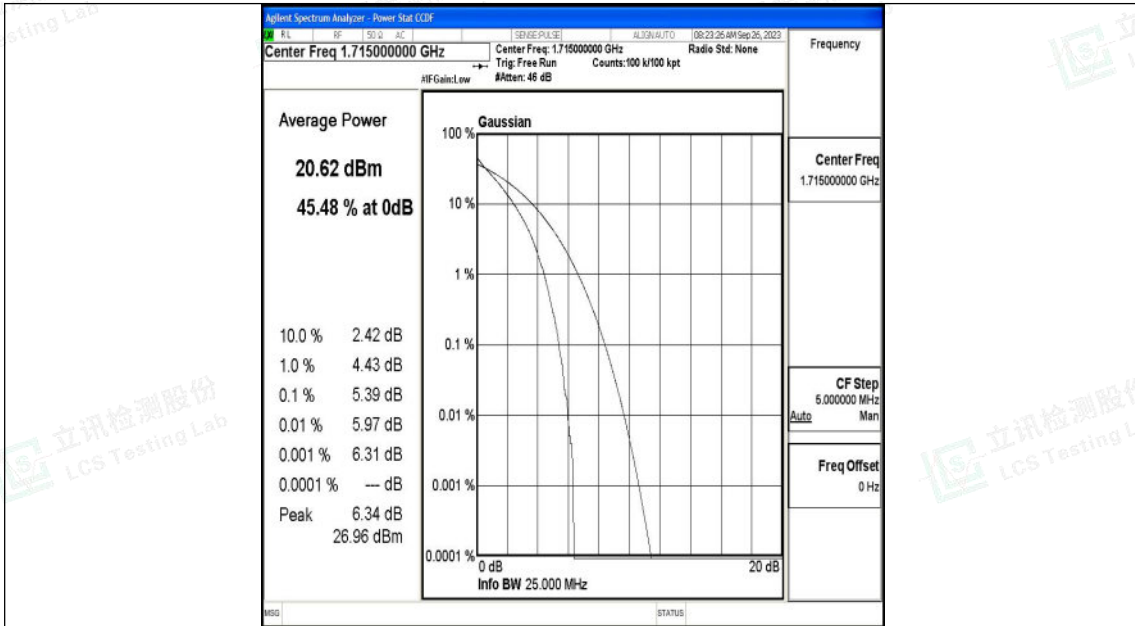 Agilent Spectrum Analyzer - Power Stat CCDF
RL RF 50 Ω AC SENSE:PULSE ALIGNAUTO 08:23:26 AM Sep 26, 2023
Center Freq 1.715000000 GHz
Center Freq: 1.715000000 GHz Radio Std: None
Trig: Free Run Counts:100 k/100 kpt
#IFGain:Low #Atten: 46 dB
Frequency
Average Power
20.62 dBm
45.48 % at 0dB
10.0 % 2.42 dB
1.0 % 4.43 dB
0.1 % 5.39 dB
0.01 % 5.97 dB
0.001 % 6.31 dB
0.0001 % --- dB
Peak 6.34 dB
26.96 dBm
Gaussian
100 %
10 %
1 %
0.1 %
0.01 %
0.001 %
0.0001 %
0 dB 20 dB
Info BW 25.000 MHz
Center Freq
1.715000000 GHz
CF Step
5.000000 MHz
Auto Man
Freq Offset
0 Hz
MSG STATUS
立讯检测股份
LCS Testing Lab
立讯检测股份
LCS Testing L
sting Lab
立